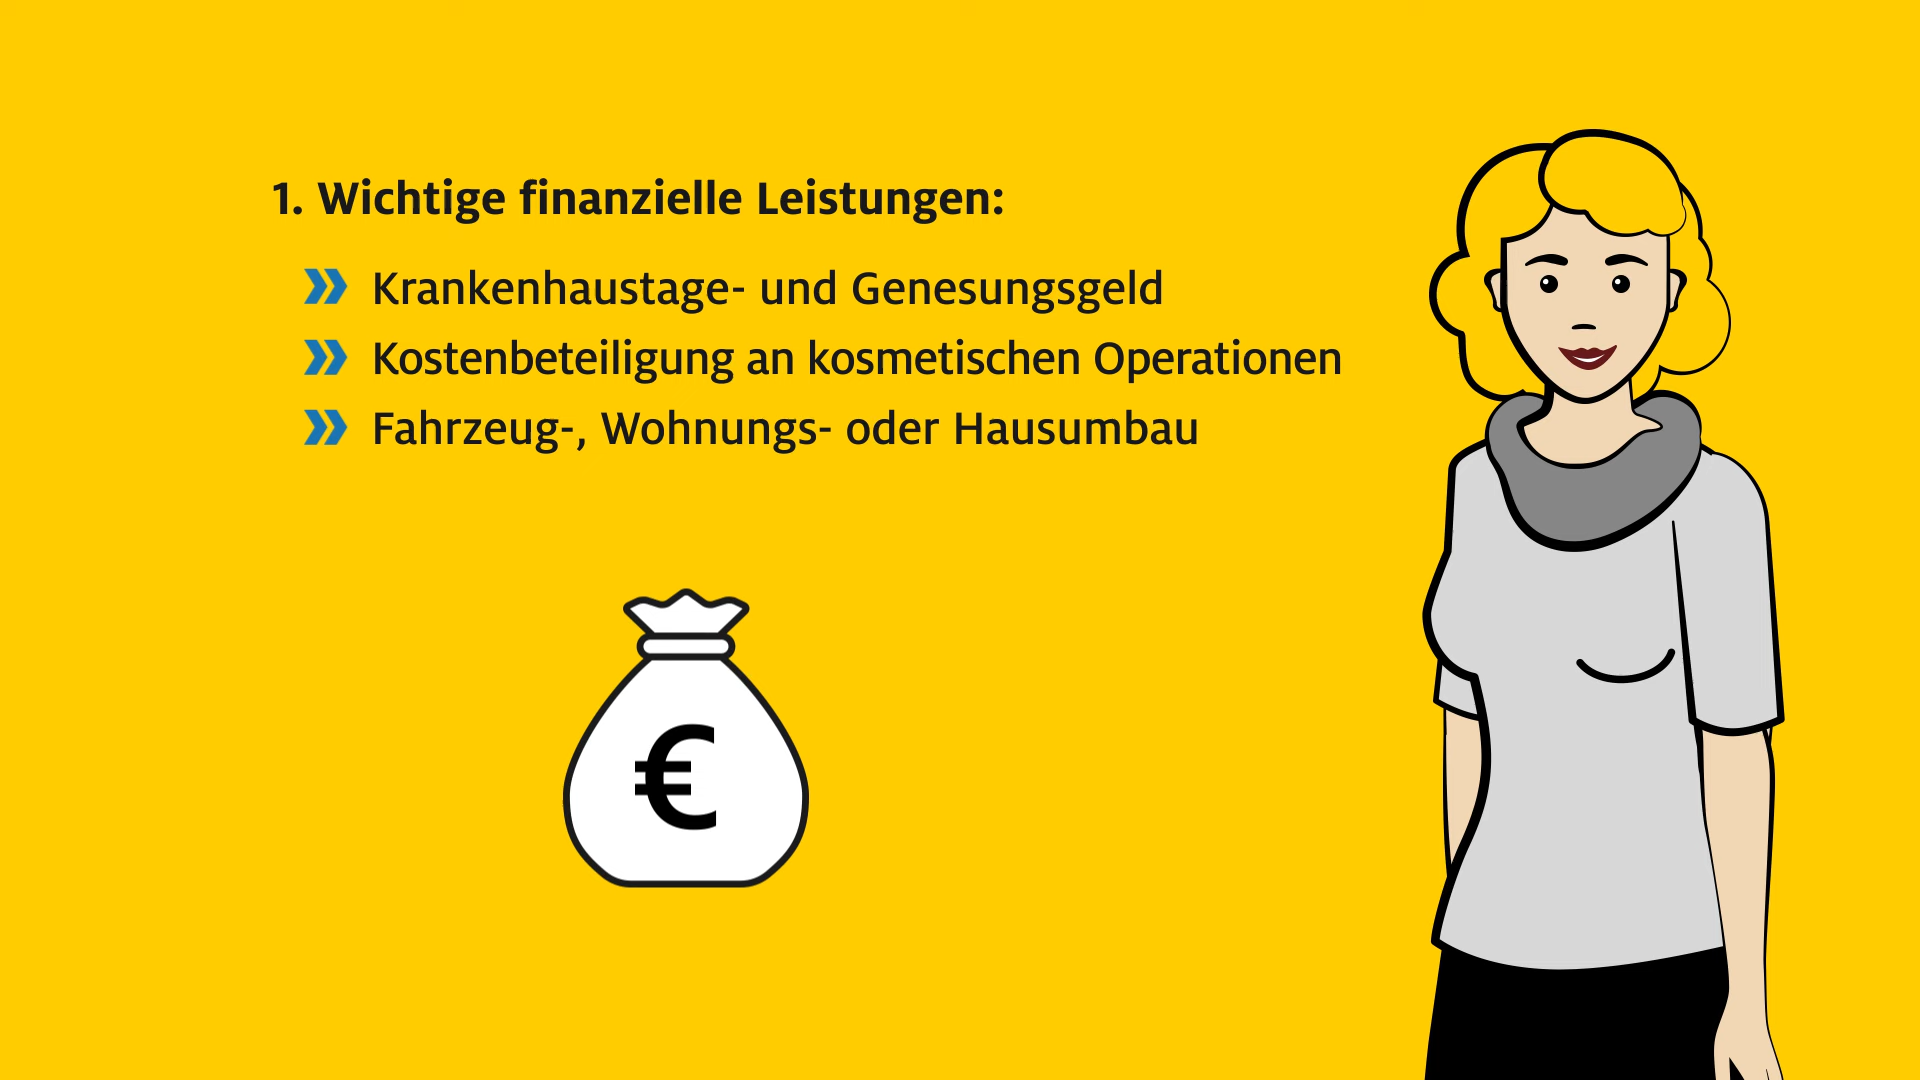 1. Wichtige finanzielle Leistungen:
Krankenhaustage- und Genesungsgeld
Kostenbeteiligung an kosmetischen Operationen
Fahrzeug-, Wohnungs- oder Hausumbau
€